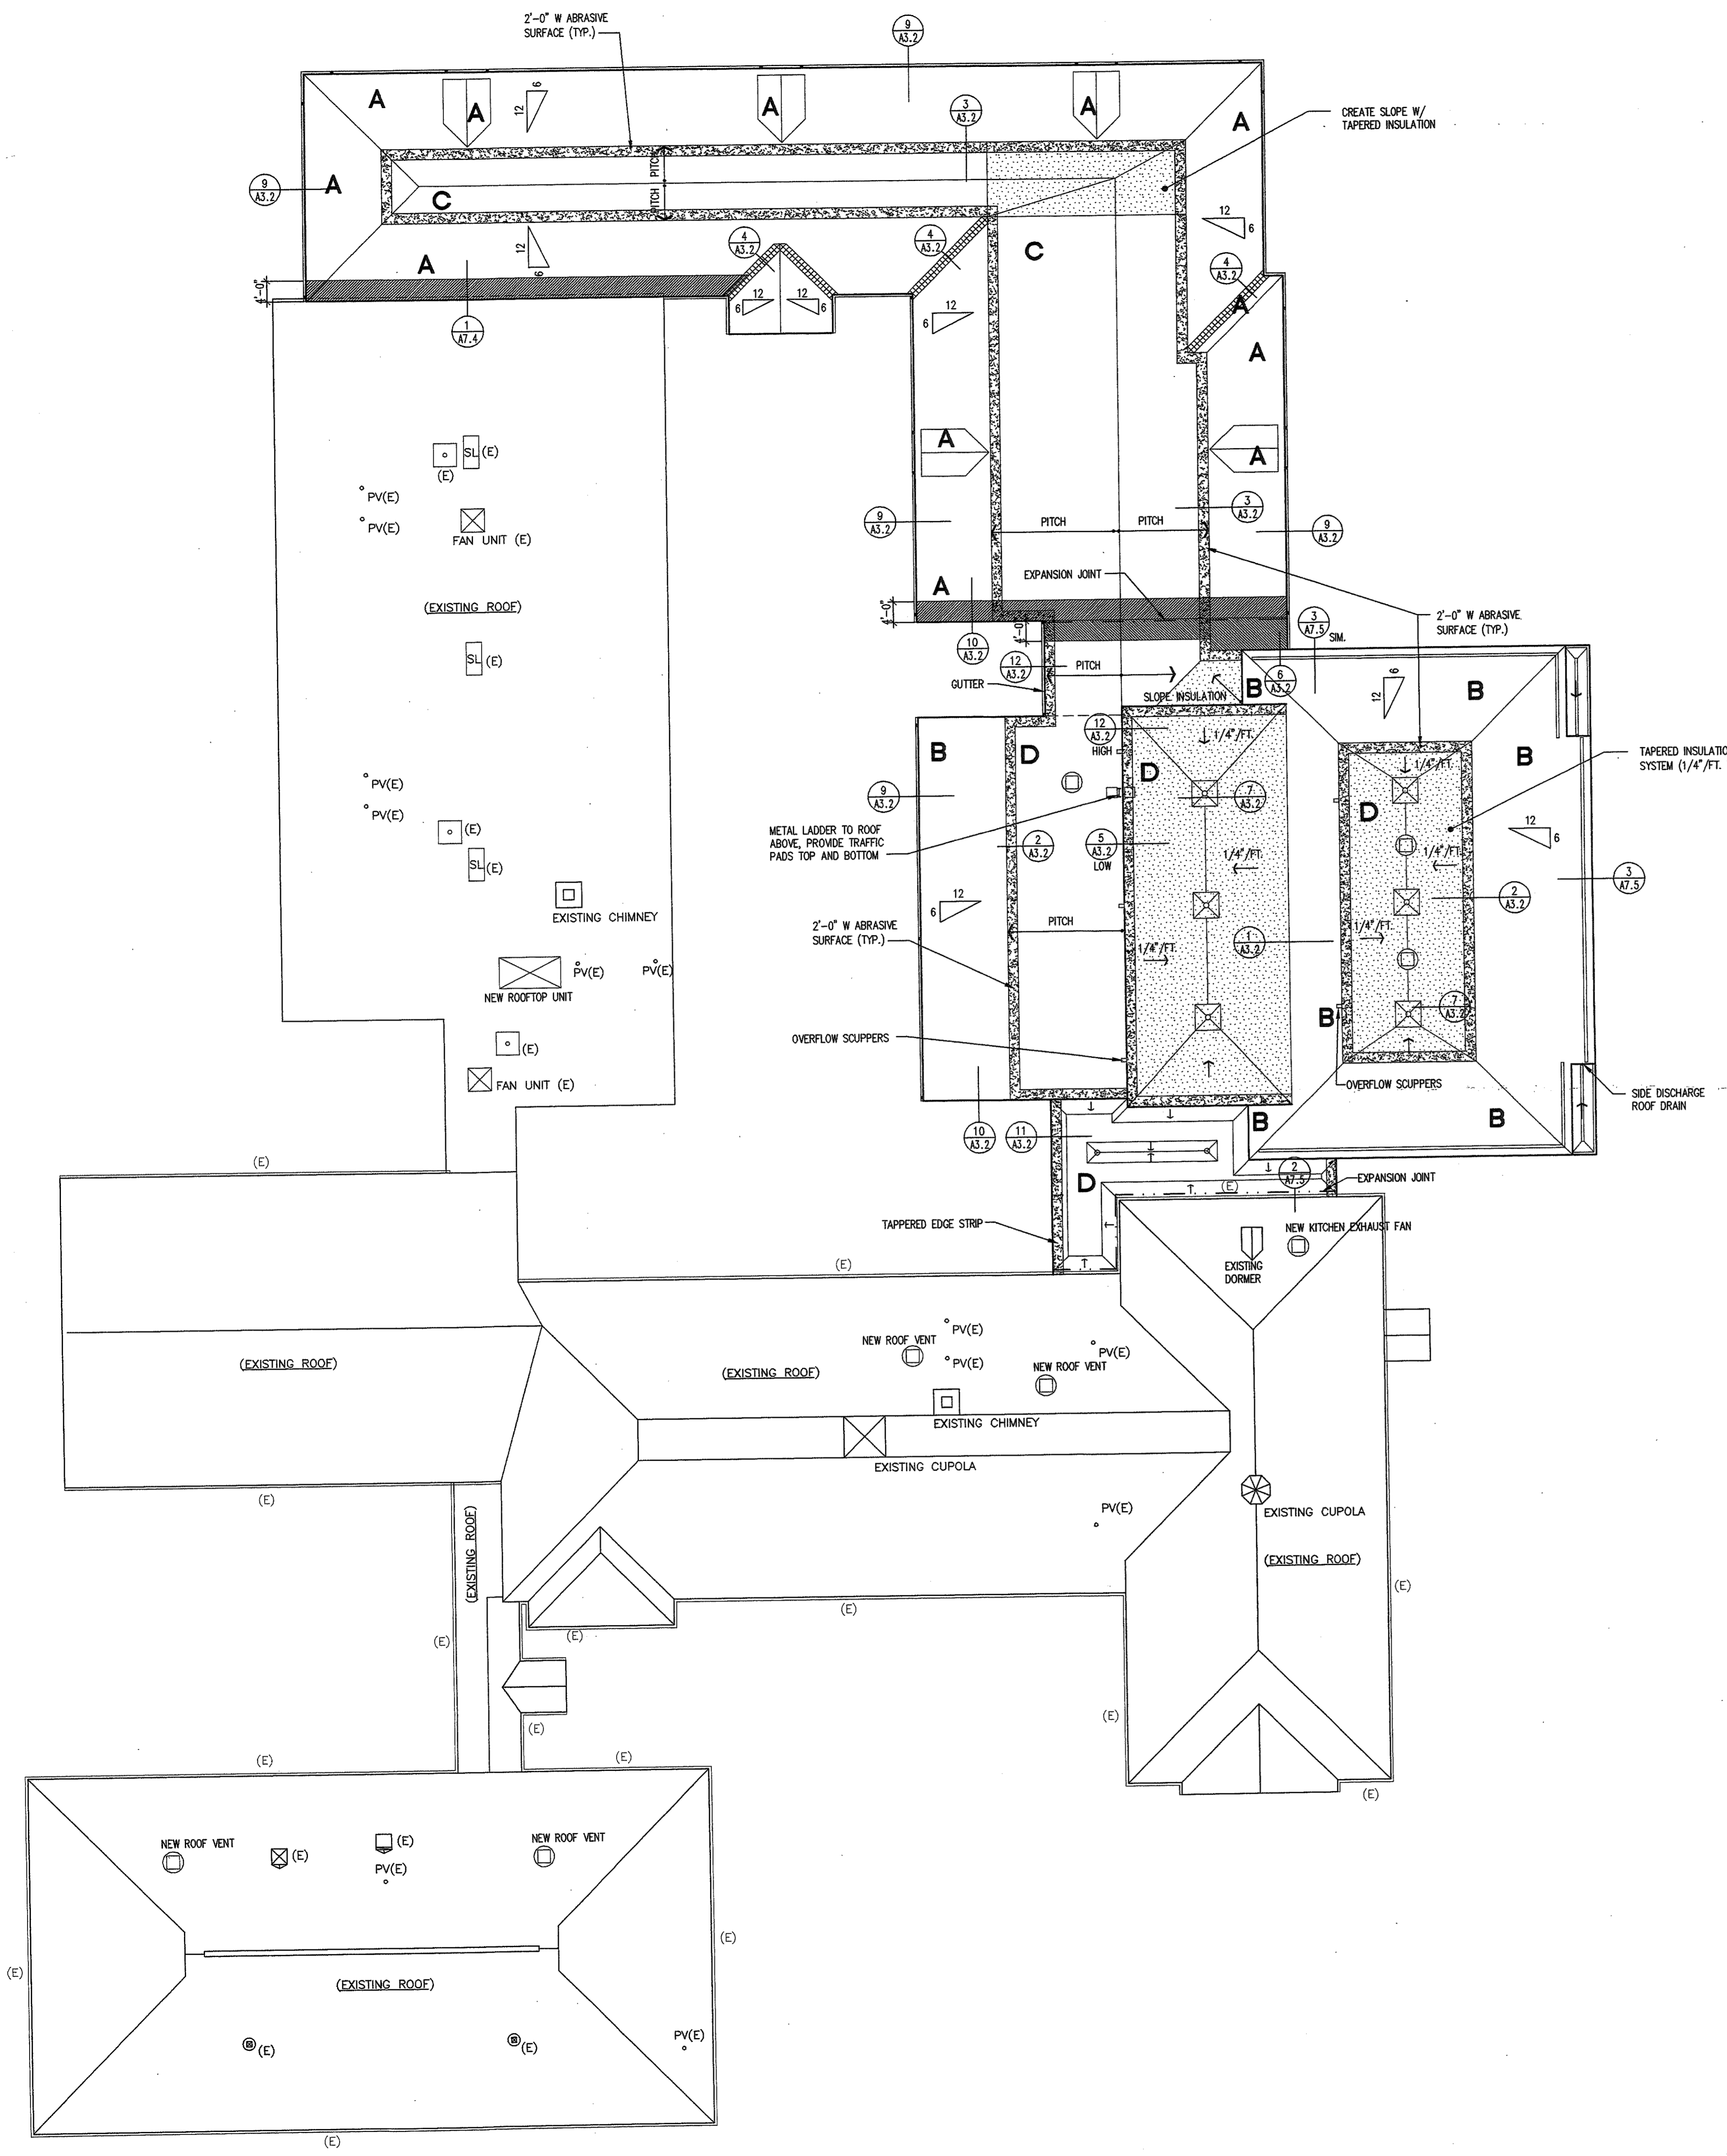 2'-0" W ABRASIVE
SURFACE (TYP.)
9
A3.2
A
A
A
A
12
6
3
A3.2
A
CREATE SLOPE W/
TAPERED INSULATION
9
A3.2
A
C
PITCH
PITCH
12
6
A
4
A3.2
4
A3.2
C
12
6
4
A3.2
A
4'-0"
12
6
12
6
1
A7.4
12
6
A
SL
(E)
(E)
A
A
PV(E)
PV(E)
FAN UNIT (E)
9
A3.2
PITCH
PITCH
3
A3.2
9
A3.2
EXPANSION JOINT
A
(EXISTING ROOF)
4'-0"
2'-0" W ABRASIVE
SURFACE (TYP.)
3
A7.5
SIM.
10
A3.2
4'-0"
SL
(E)
12
A3.2
PITCH
GUTTER
SLOPE INSULATION
B
6
A3.2
12
6
B
B
D
12
A3.2
HIGH
1/4"/FT.
B
TAPERED INSULATIO
SYSTEM (1/4"/FT.
1/4"/FT.
D
PV(E)
PV(E)
9
A3.2
7
A3.2
D
METAL LADDER TO ROOF
ABOVE, PROVIDE TRAFFIC
PADS TOP AND BOTTOM
2
A3.2
5
A3.2
LOW
1/4"/FT.
1/4"/FT.
12
6
(E)
SL
(E)
3
A7.5
EXISTING CHIMNEY
12
6
2
A3.2
2'-0" W ABRASIVE
SURFACE (TYP.)
PITCH
1
A3.2
1/4"/FT.
1/4"/FT.
PV(E)
PV(E)
NEW ROOFTOP UNIT
7
A3.2
B
(E)
OVERFLOW SCUPPERS
FAN UNIT (E)
OVERFLOW SCUPPERS
SIDE DISCHARGE
ROOF DRAIN
10
A3.2
11
A3.2
B
B
(E)
D
(E)
2
A7.5
EXPANSION JOINT
TAPPERED EDGE STRIP
NEW KITCHEN EXHAUST FAN
(E)
EXISTING
DORMER
PV(E)
NEW ROOF VENT
PV(E)
PV(E)
NEW ROOF VENT
(EXISTING ROOF)
(EXISTING ROOF)
EXISTING CHIMNEY
EXISTING CUPOLA
(E)
PV(E)
EXISTING CUPOLA
(EXISTING ROOF)
(EXISTING ROOF)
(E)
(E)
(E)
(E)
(E)
(E)
(E)
(E)
(E)
NEW ROOF VENT
(E)
(E)
NEW ROOF VENT
PV(E)
(E)
(E)
(EXISTING ROOF)
PV(E)
(E)
(E)
(E)